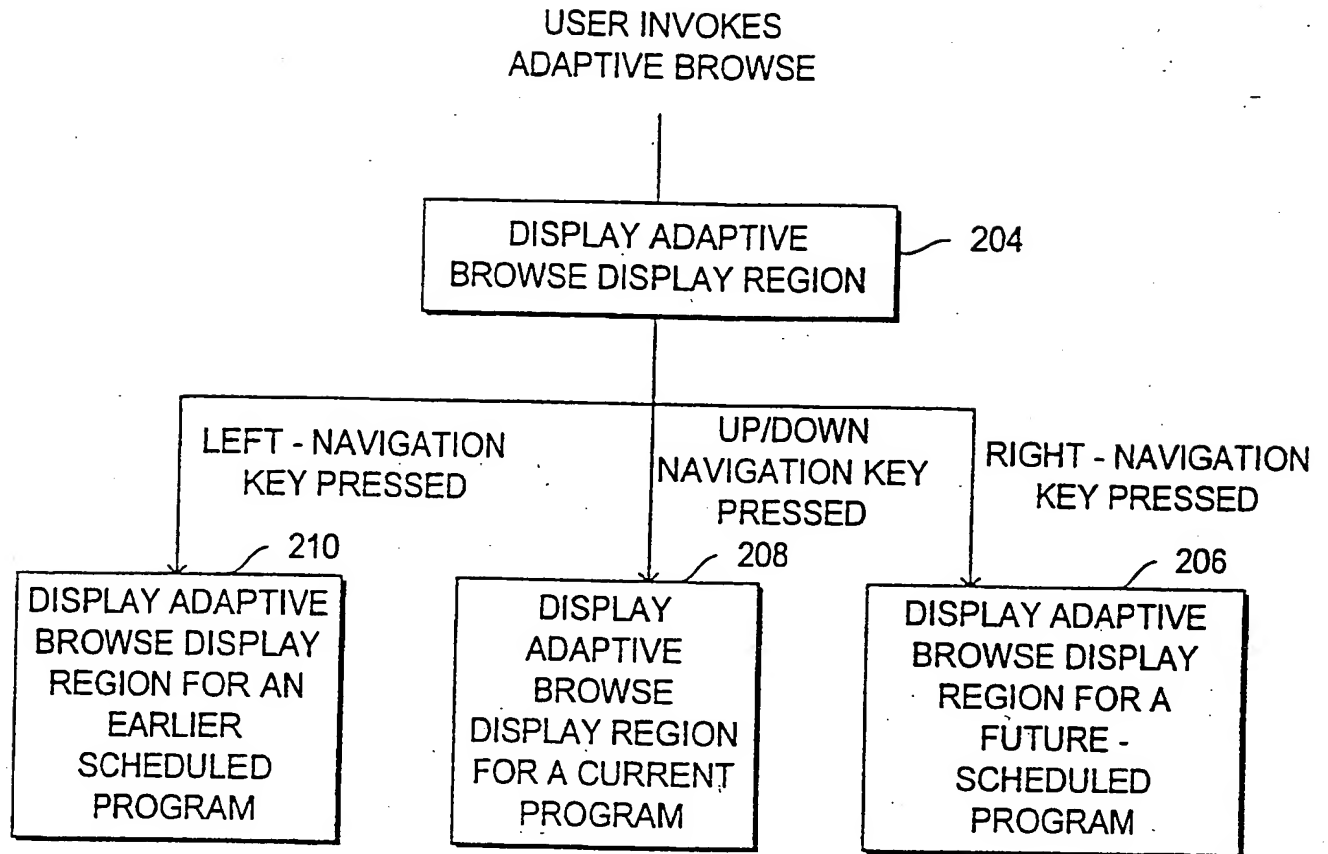 USER INVOKES
ADAPTIVE BROWSE
DISPLAY ADAPTIVE
BROWSE DISPLAY REGION
204
LEFT - NAVIGATION
KEY PRESSED
UP/DOWN
NAVIGATION KEY
PRESSED
RIGHT - NAVIGATION
KEY PRESSED
210
DISPLAY ADAPTIVE
BROWSE DISPLAY
REGION FOR AN
EARLIER
SCHEDULED
PROGRAM
208
DISPLAY
ADAPTIVE
BROWSE
DISPLAY REGION
FOR A CURRENT
PROGRAM
206
DISPLAY ADAPTIVE
BROWSE DISPLAY
REGION FOR A
FUTURE -
SCHEDULED
PROGRAM